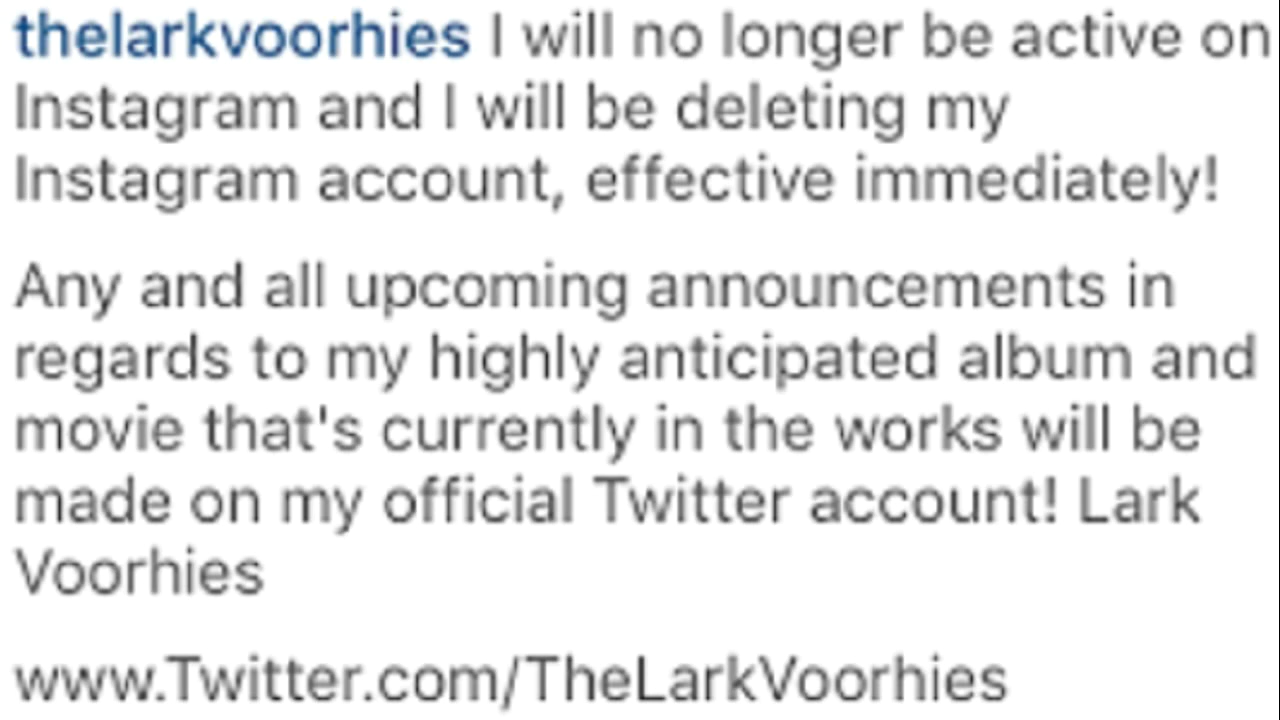 thelarkvoorhies I will no longer be active on
Instagram and I will be deleting my
Instagram account, effective immediately!
Any and all upcoming announcements in
regards to my highly anticipated album and
movie that's currently in the works will be
made on my official Twitter account! Lark
Voorhies
www.Twitter.com/TheLarkVoorhies